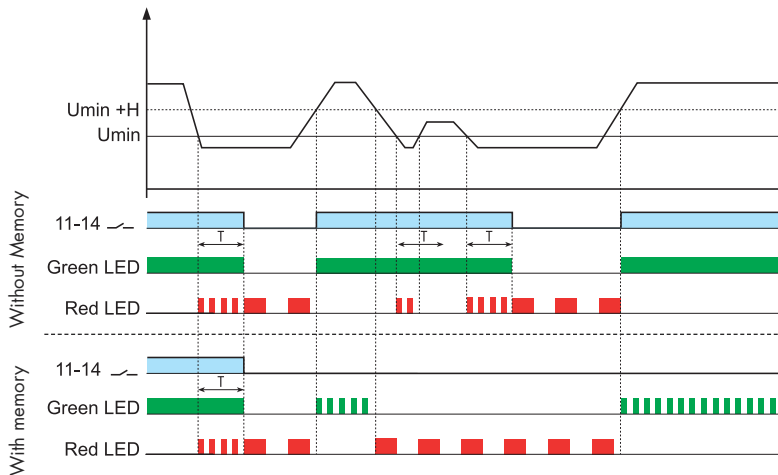 Umin +H
Umin
Without Memory
11-14
T
T
T
Green LED
Red LED
With memory
11-14
T
Green LED
Red LED